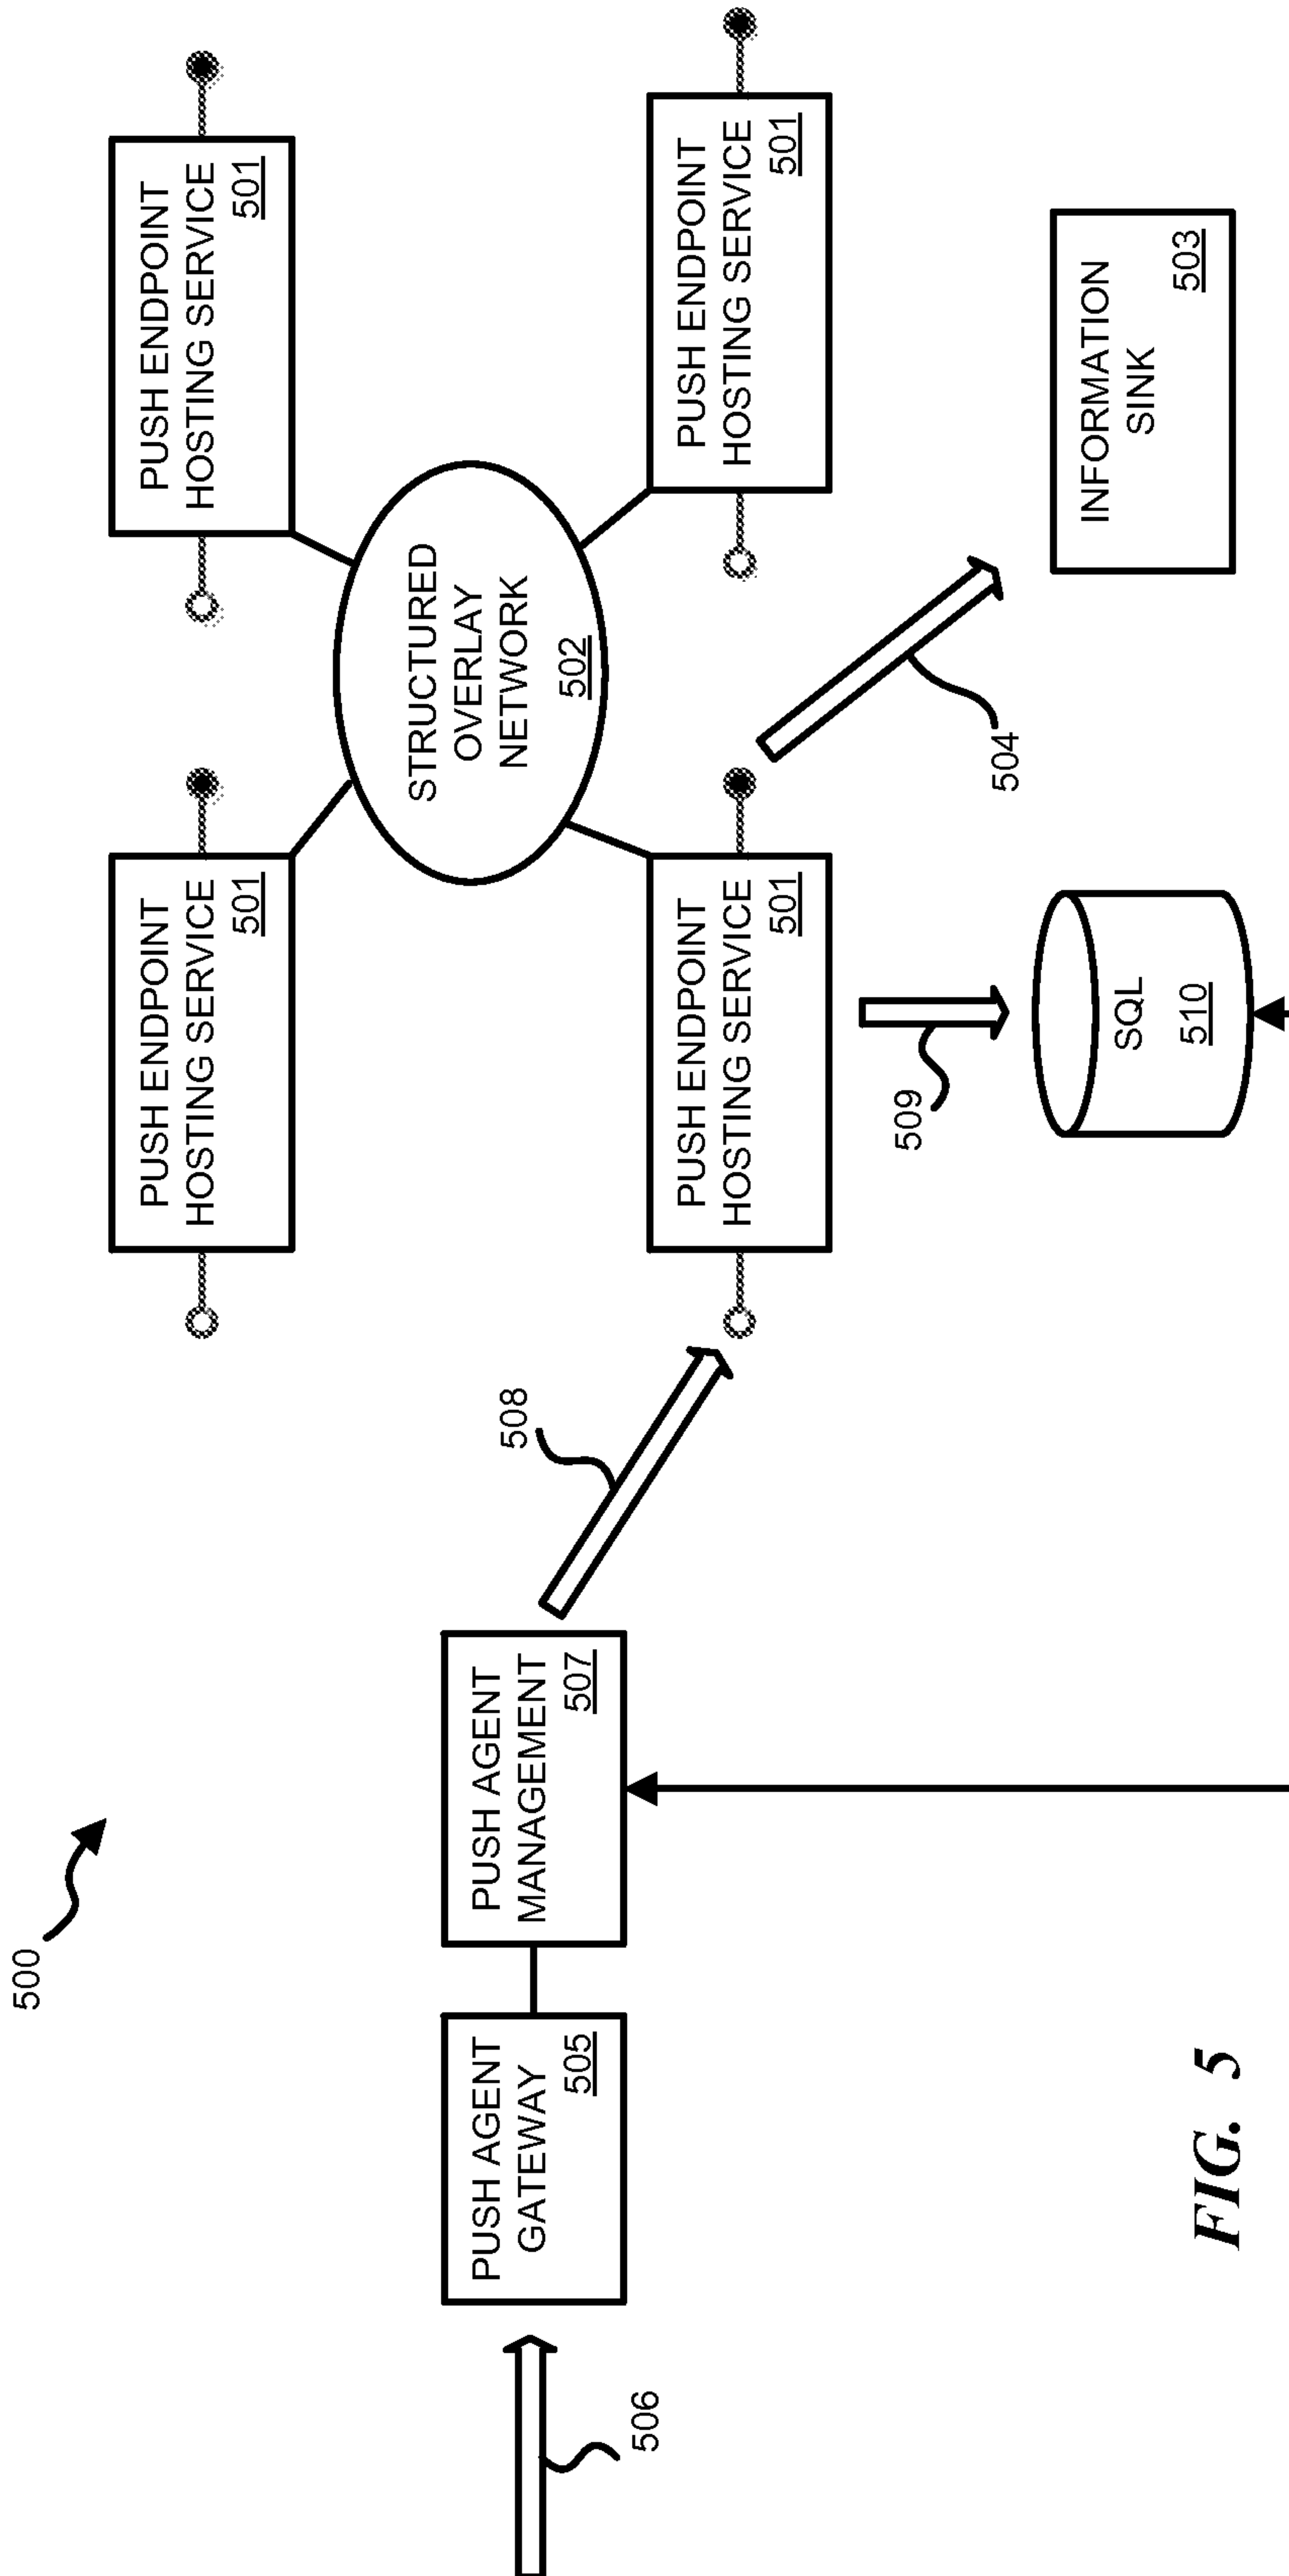 500
506
PUSH AGENT
GATEWAY
505
PUSH AGENT
MANAGEMENT
507
508
PUSH ENDPOINT
HOSTING SERVICE
501
PUSH ENDPOINT
HOSTING SERVICE
501
STRUCTURED
OVERLAY
NETWORK
502
PUSH ENDPOINT
HOSTING SERVICE
501
PUSH ENDPOINT
HOSTING SERVICE
501
509
504
SQL
510
INFORMATION
SINK
503
FIG. 5